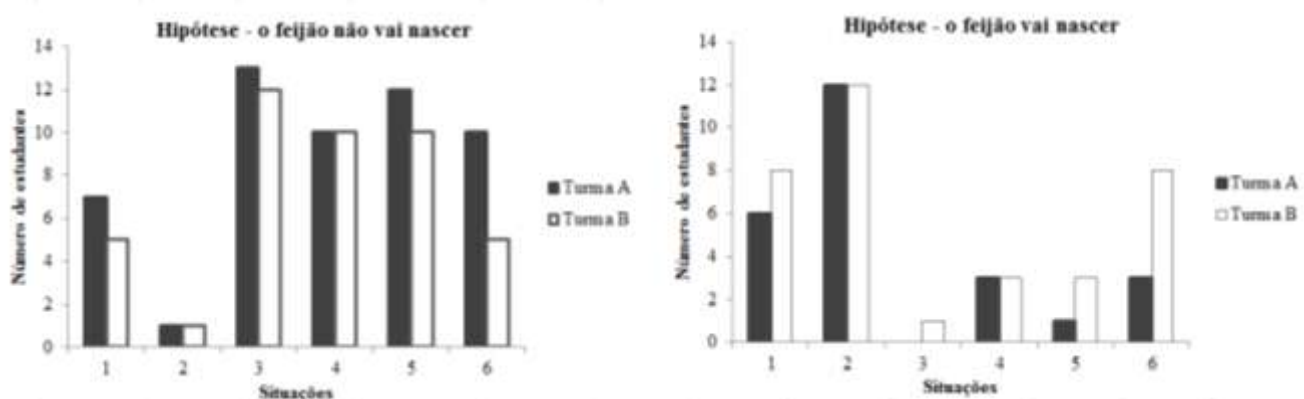 Hipótese - o feijão não vai nascer
14
12
10
8
6
4
2
0
Número de estudantes
1 2 3 4 5 6
Situações
Turma A
Turma B
Hipótese - o feijão vai nascer
14
12
10
8
6
4
2
0
Número de estudantes
1 2 3 4 5 6
Situações
Turma A
Turma B